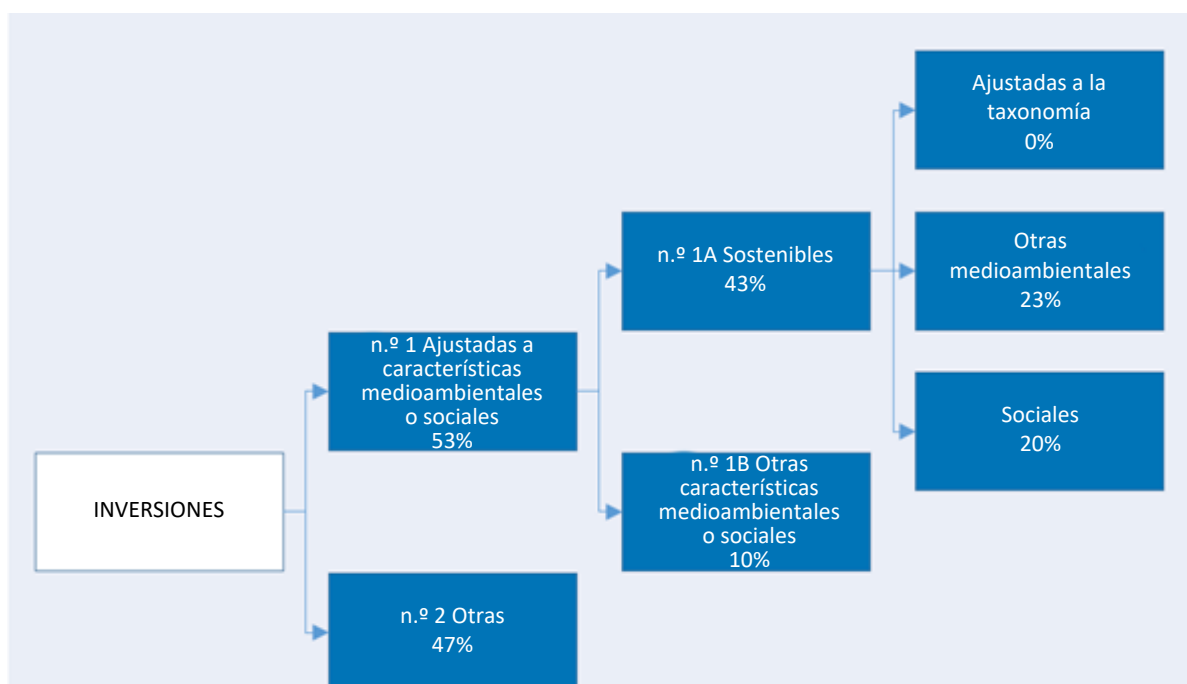 INVERSIONES
n.º 1 Ajustadas a
características
medioambientales
o sociales
53%
n.º 2 Otras
47%
n.º 1A Sostenibles
43%
n.º 1B Otras
características
medioambientales
o sociales
10%
Ajustadas a la
taxonomía
0%
Otras
medioambientales
23%
Sociales
20%